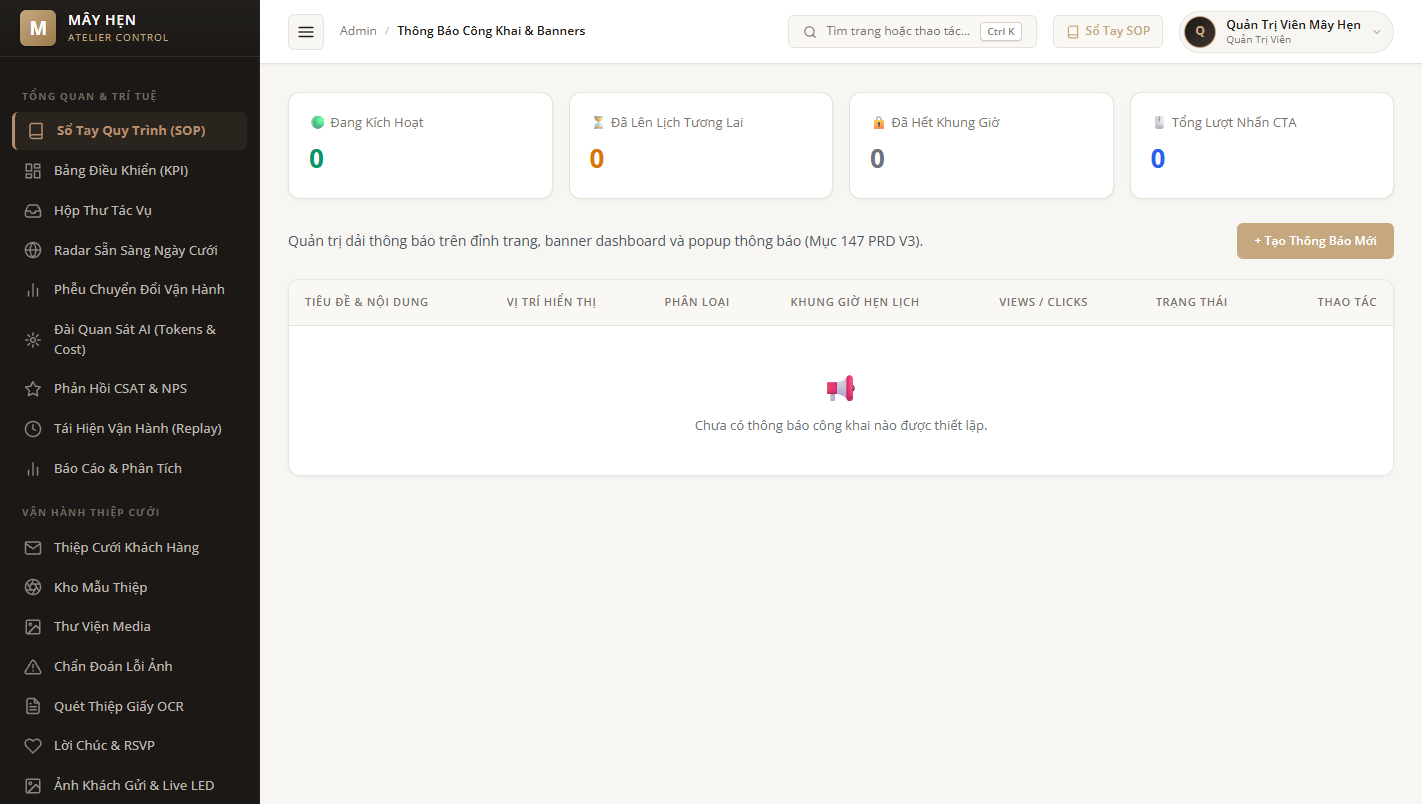 M
MÂY HẸN
ATELIER CONTROL
TỔNG QUAN & TRÍ TUỆ
Sổ Tay Quy Trình (SOP)
Bảng Điều Khiển (KPI)
Hộp Thư Tác Vụ
Radar Sẵn Sàng Ngày Cưới
Phễu Chuyển Đổi Vận Hành
Đài Quan Sát AI (Tokens &
Cost)
Phản Hồi CSAT & NPS
Tái Hiện Vận Hành (Replay)
Báo Cáo & Phân Tích
VẬN HÀNH THIỆP CƯỚI
Thiệp Cưới Khách Hàng
Kho Mẫu Thiệp
Thư Viện Media
Chẩn Đoán Lỗi Ảnh
Quét Thiệp Giấy OCR
Lời Chúc & RSVP
Ảnh Khách Gửi & Live LED
Admin / Thông Báo Công Khai & Banners
Tìm trang hoặc thao tác... Ctrl K
Sổ Tay SOP
Q
Quản Trị Viên Mây Hẹn
Quản Trị Viên
Đang Kích Hoạt
0
Đã Lên Lịch Tương Lai
0
Đã Hết Khung Giờ
0
Tổng Lượt Nhấn CTA
0
Quản trị dải thông báo trên đỉnh trang, banner dashboard và popup thông báo (Mục 147 PRD V3).
+ Tạo Thông Báo Mới
TIÊU ĐỀ & NỘI DUNG VỊ TRÍ HIỂN THỊ PHÂN LOẠI KHUNG GIỜ HẸN LỊCH VIEWS / CLICKS TRẠNG THÁI THAO TÁC
Chưa có thông báo công khai nào được thiết lập.